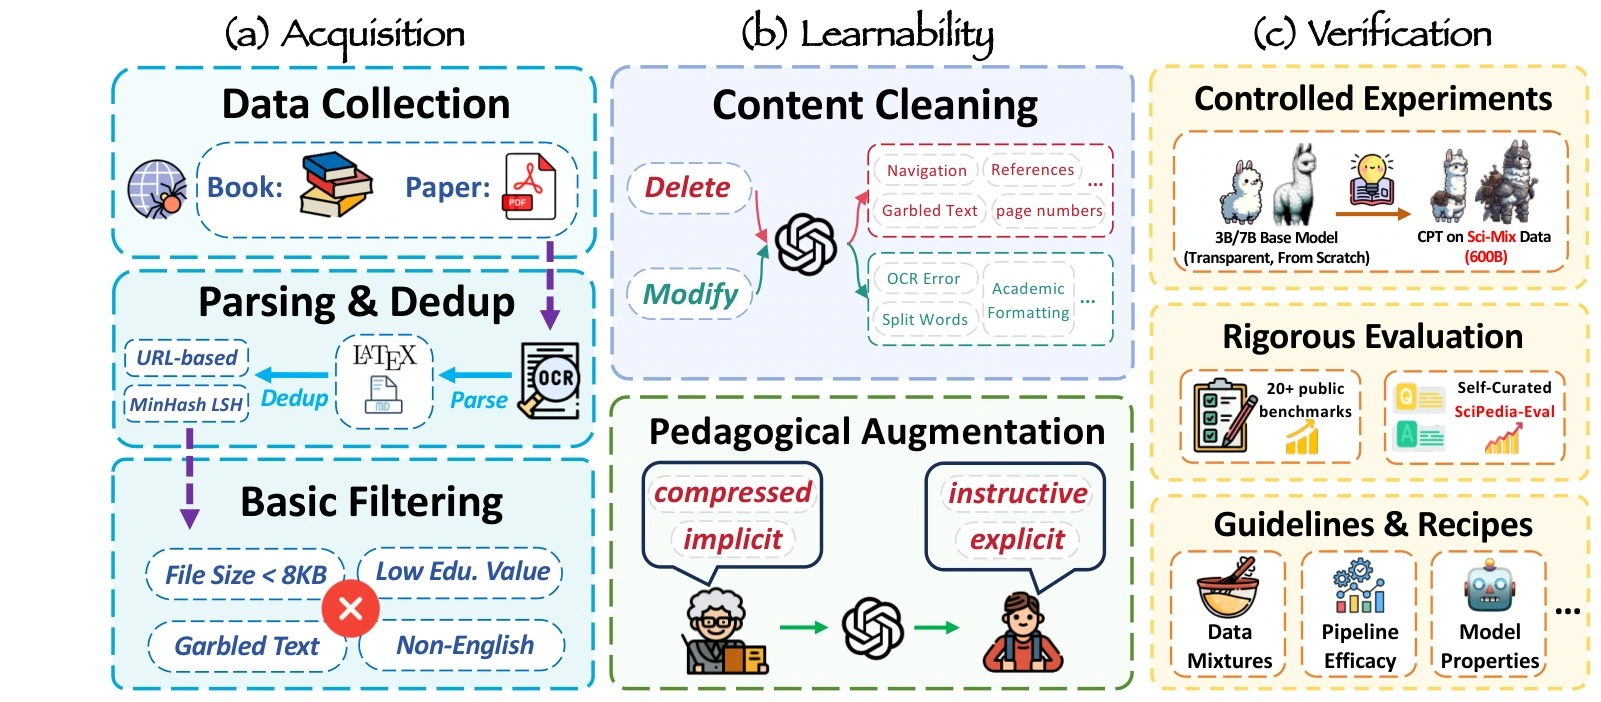 (a) Acquisition
Data Collection
Book:
Paper:
PDF
Parsing & Dedup
URL-based
MinHash LSH
Dedup
LATEX
MD
Parse
OCR
Basic Filtering
File Size < 8KB
Low Edu. Value
Garbled Text
Non-English
(b) Learnability
Content Cleaning
Delete
Modify
Navigation
References
...
Garbled Text
page numbers
OCR Error
Academic
Formatting
...
Split Words
Pedagogical Augmentation
compressed
implicit
instructive
explicit
(c) Verification
Controlled Experiments
3B/7B Base Model
(Transparent, From Scratch)
CPT on Sci-Mix Data
(600B)
Rigorous Evaluation
20+ public
benchmarks
Q
A
Self-Curated
SciPedia-Eval
Guidelines & Recipes
Data
Mixtures
Pipeline
Efficacy
Model
Properties
...